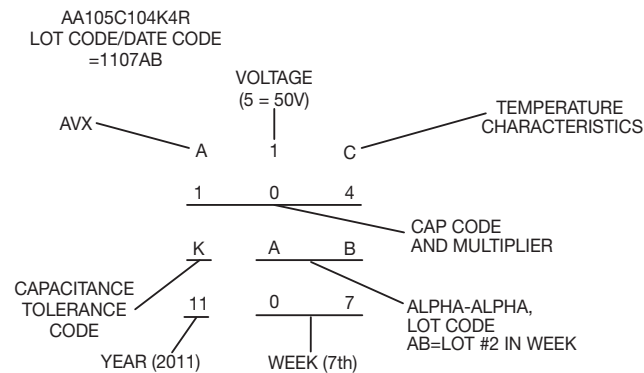 AA105C104K4R
LOT CODE/DATE CODE
=1107AB
VOLTAGE
(5 = 50V)
TEMPERATURE
CHARACTERISTICS
AVX
A 1 C
1 0 4
CAP CODE
AND MULTIPLIER
K A B
CAPACITANCE
TOLERANCE
CODE
11 0 7
ALPHA-ALPHA,
LOT CODE
AB=LOT #2 IN WEEK
YEAR (2011)
WEEK (7th)